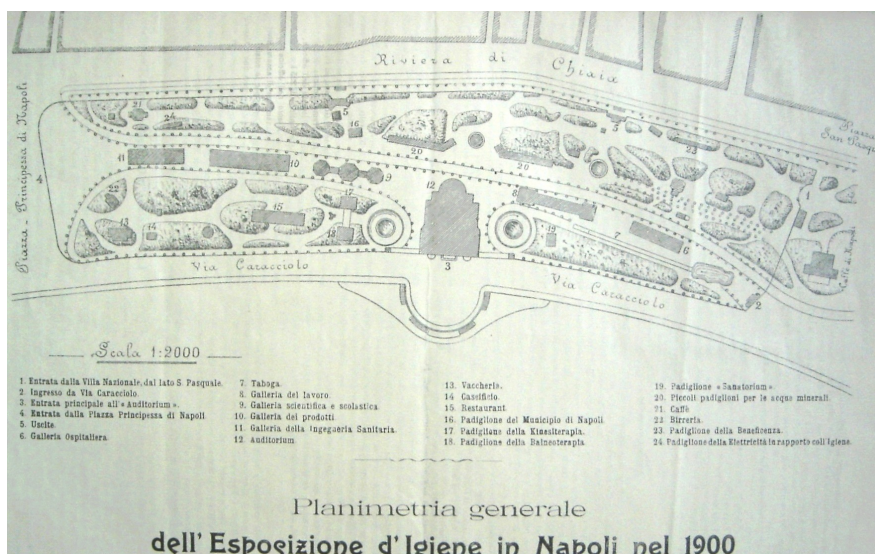 Riviera di Chiaia
Piazza San Pasqu
Piazza - Principessa di Napoli
Via Caracciolo
Via Caracciolo
Scala 1:2000
1. Entrata dalla Villa Nazionale, dal lato S. Pasquale.
2. Ingresso da Via Caracciolo.
3. Entrata principale all'«Auditorium».
4 Entrata dalla Piazza Principessa di Napoli
5. Uscite
6. Galleria Ospitaliera.
7. Taboga
8. Galleria del lavoro.
9. Galleria scientifica e scolastica
10. Galleria dei prodotti
11. Galleria della Ingegneria Sanitaria.
12 Auditorium
13. Vaccheria.
14 Caseificio
15. Restaurant
16. Padiglione del Municipio di Napoli
17. Padiglione della Kinesiterapia.
18. Padiglione della Balneoterapia.
19. Padiglione «Sanatorium».
20. Piccoli padiglioni per le acque minerali.
21. Caffè
22 Birreria.
23. Padiglione della Beneficenza.
24. Padiglione della Elettricità in rapporto coll'Igiene.
Planimetria generale
dell'Esposizione d'Igiene in Napoli nel 1900